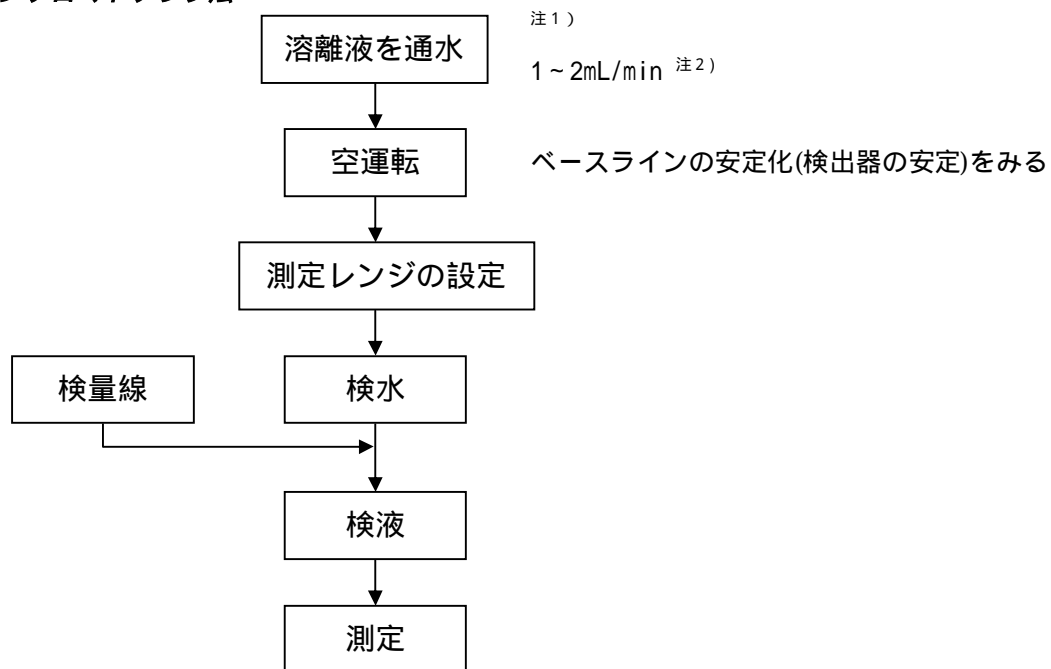 注１）
溶離液を通水
1～2mL/min 注２）
空運転
ベースラインの安定化(検出器の安定)をみる
測定レンジの設定
検量線
検水
検液
測定